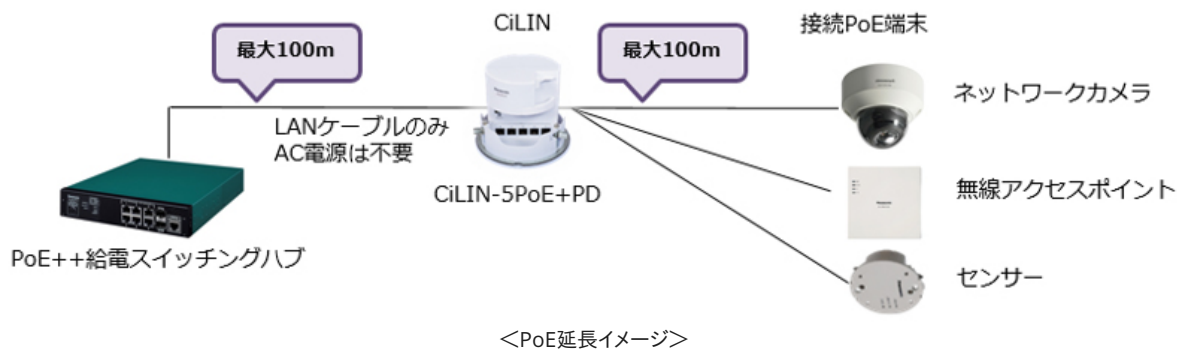 CiLIN
接続PoE端末
最大100m
最大100m
ネットワークカメラ
LANケーブルのみ
AC電源は不要
CiLIN-5PoE+PD
無線アクセスポイント
PoE++給電スイッチングハブ
センサー
＜PoE延長イメージ＞